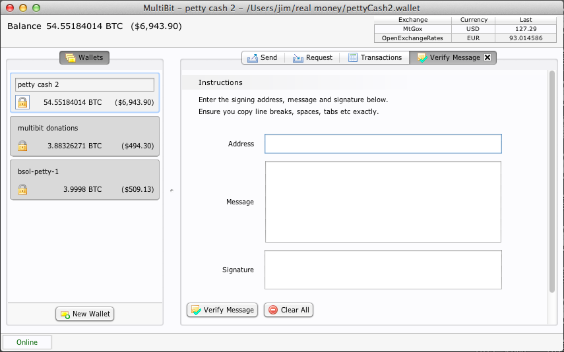 MultiBit - petty cash 2 - /Users/jim/real money/pettyCash2.wallet
Balance 54.55184014 BTC ($6,943.90)
Exchange Currency Last
MtGox USD 127.29
OpenExchangeRates EUR 93.014586
Wallets
Send Request Transactions Verify Message
petty cash 2
54.55184014 BTC ($6,943.90)
multibit donations
3.88326271 BTC ($494.30)
bsol-petty-1
3.9998 BTC ($509.13)
Instructions
Enter the signing address, message and signature below.
Ensure you copy line breaks, spaces, tabs etc exactly.
Address
Message
Signature
New Wallet
Verify Message Clear All
Online